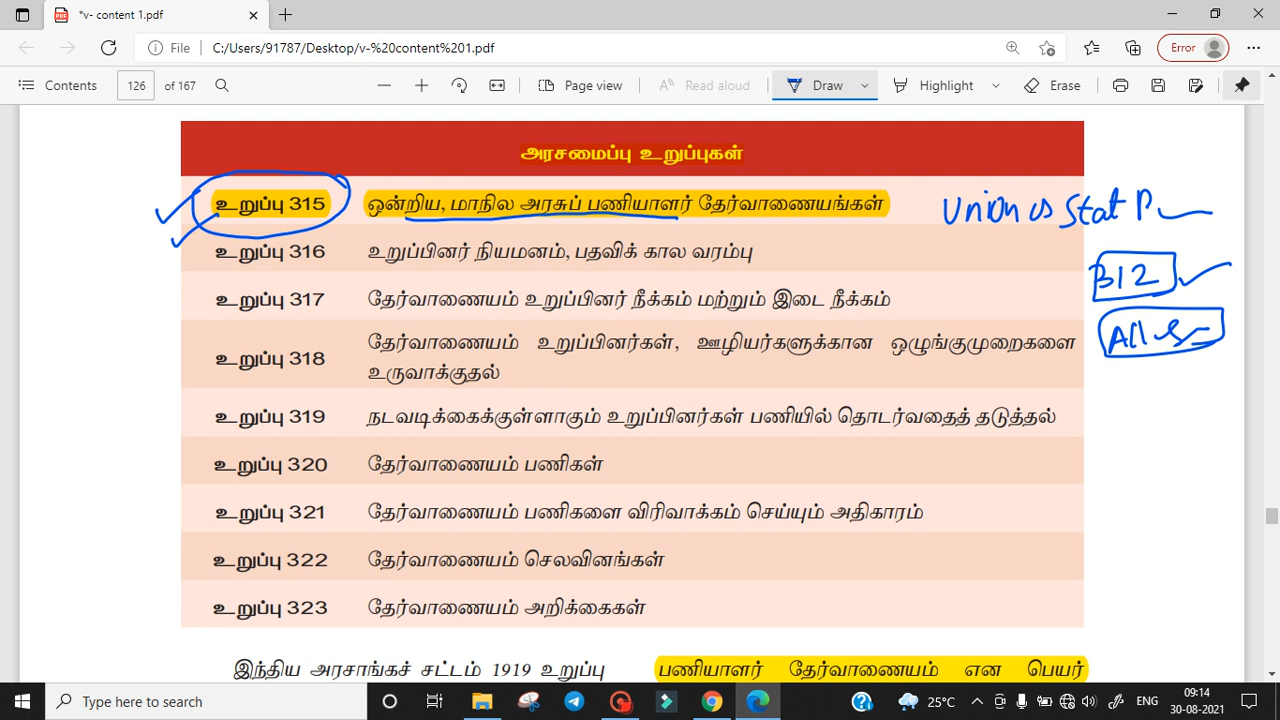 *v- content 1.pdf
File C:/Users/91787/Desktop/v-%20content%201.pdf Error
Contents 126 of 167 Page view Read aloud Draw Highlight Erase
அரசமைப்பு உறுப்புகள்
உறுப்பு 315 ஒன்றிய, மாநில அரசுப் பணியாளர் தேர்வாணையங்கள் Union vs Stat P
உறுப்பு 316 உறுப்பினர் நியமனம், பதவிக் கால வரம்பு
312
உறுப்பு 317 தேர்வாணையம் உறுப்பினர் நீக்கம் மற்றும் இடை நீக்கம்
All
உறுப்பு 318 தேர்வாணையம் உறுப்பினர்கள், ஊழியர்களுக்கான ஒழுங்குமுறைகளை
உருவாக்குதல்
உறுப்பு 319 நடவடிக்கைக்குள்ளாகும் உறுப்பினர்கள் பணியில் தொடர்வதைத் தடுத்தல்
உறுப்பு 320 தேர்வாணையம் பணிகள்
உறுப்பு 321 தேர்வாணையம் பணிகளை விரிவாக்கம் செய்யும் அதிகாரம்
உறுப்பு 322 தேர்வாணையம் செலவினங்கள்
உறுப்பு 323 தேர்வாணையம் அறிக்கைகள்
இந்திய அரசாங்கச் சட்டம் 1919 உறுப்பு பணியாளர் தேர்வாணையம் என பெயர்
Type here to search 25°C ENG 09:14
30-08-2021